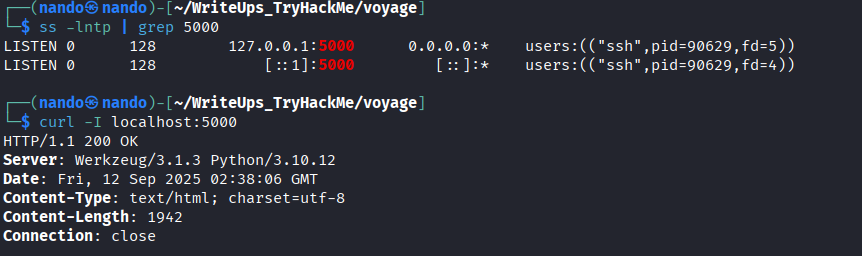 ┌──(nando㉿nando)-[~/WriteUps_TryHackMe/voyage]
└─$ ss -lntp | grep 5000
LISTEN 0      128        127.0.0.1:5000       0.0.0.0:*    users:(("ssh",pid=90629,fd=5))
LISTEN 0      128            [::1]:5000          [::]:*    users:(("ssh",pid=90629,fd=4))
┌──(nando㉿nando)-[~/WriteUps_TryHackMe/voyage]
└─$ curl -I localhost:5000
HTTP/1.1 200 OK
Server: Werkzeug/3.1.3 Python/3.10.12
Date: Fri, 12 Sep 2025 02:38:06 GMT
Content-Type: text/html; charset=utf-8
Content-Length: 1942
Connection: close